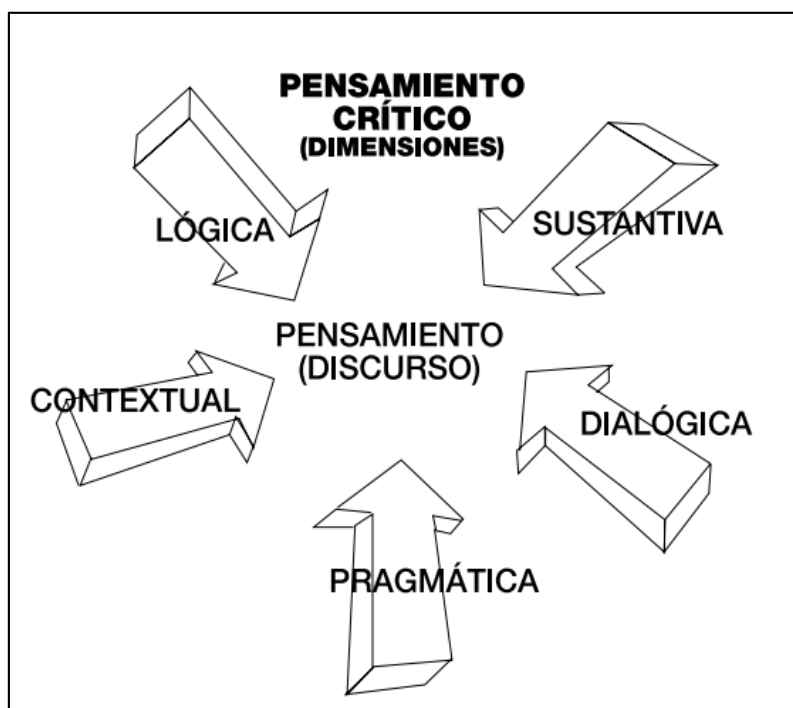 PENSAMIENTO
CRÍTICO
(DIMENSIONES)
LÓGICA
SUSTANTIVA
PENSAMIENTO
(DISCURSO)
CONTEXTUAL
DIALÓGICA
PRAGMÁTICA